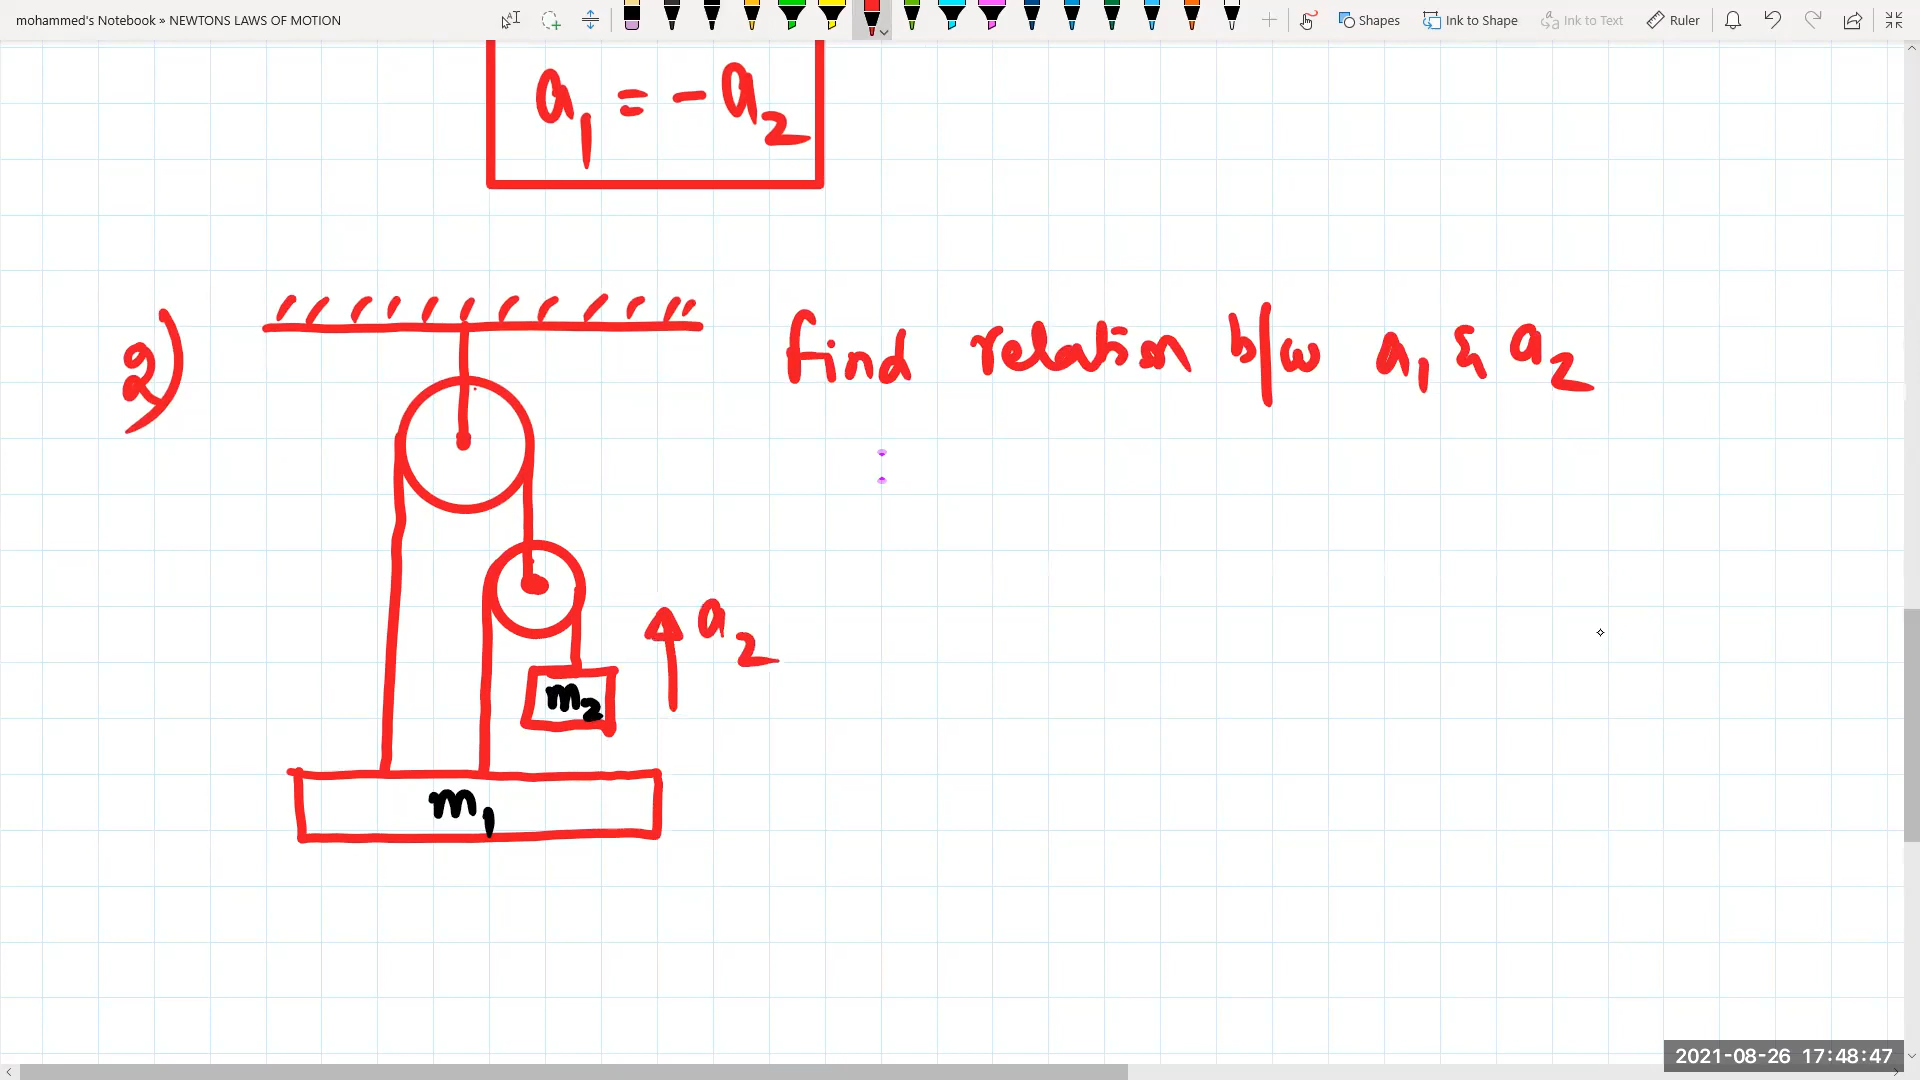 mohammed's Notebook » NEWTONS LAWS OF MOTION
Shapes
Ink to Shape
Ink to Text
Ruler
a1 = -a2
2)
Find relation b/w a1 & a2
a2
m2
m1
2021-08-26 17:48:47